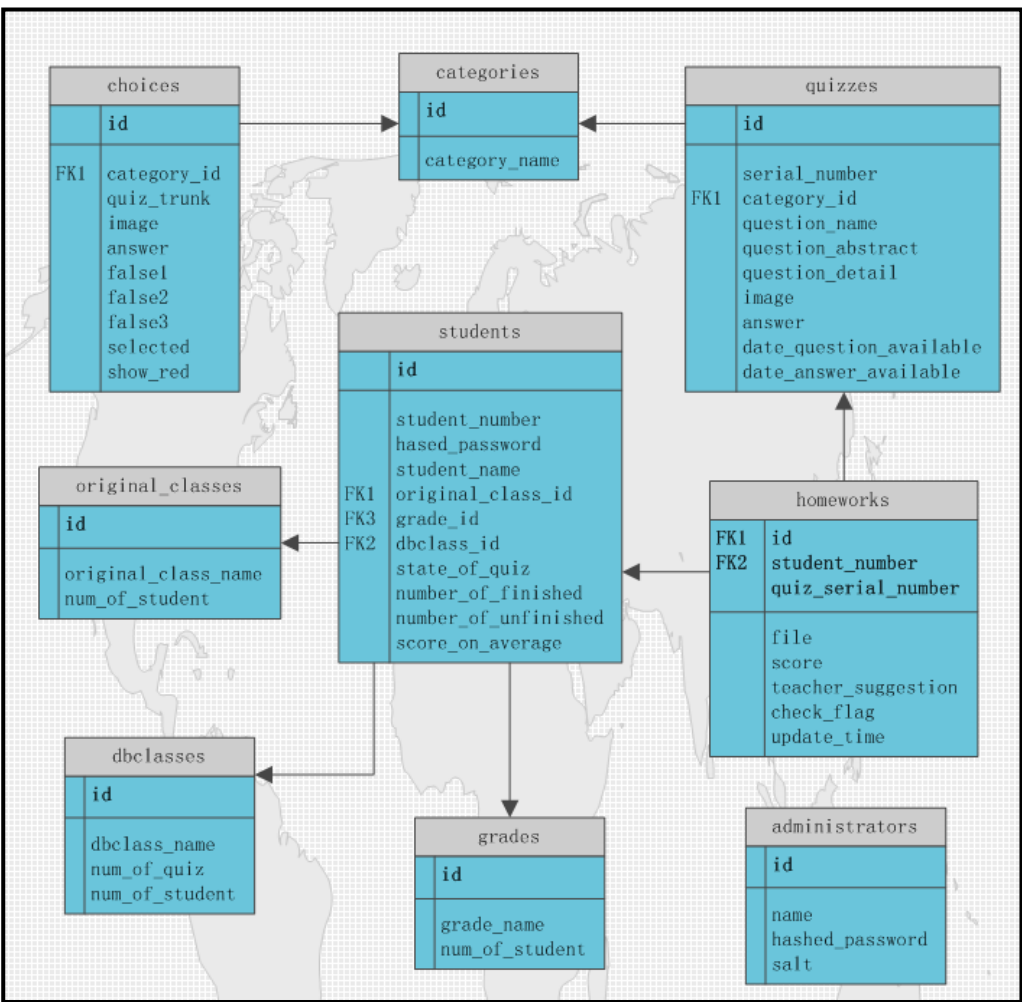 choices
id
FK1 category_id
quiz_trunk
image
answer
false1
false2
false3
selected
show_red
categories
id
category_name
quizzes
id
serial_number
FK1 category_id
question_name
question_abstract
question_detail
image
answer
date_question_available
date_answer_available
students
id
student_number
hased_password
student_name
FK1 original_class_id
FK3 grade_id
FK2 dbclass_id
state_of_quiz
number_of_finished
number_of_unfinished
score_on_average
original_classes
id
original_class_name
num_of_student
homeworks
FK1 id
FK2 student_number
quiz_serial_number
file
score
teacher_suggestion
check_flag
update_time
dbclasses
id
dbclass_name
num_of_quiz
num_of_student
grades
id
grade_name
num_of_student
administrators
id
name
hashed_password
salt